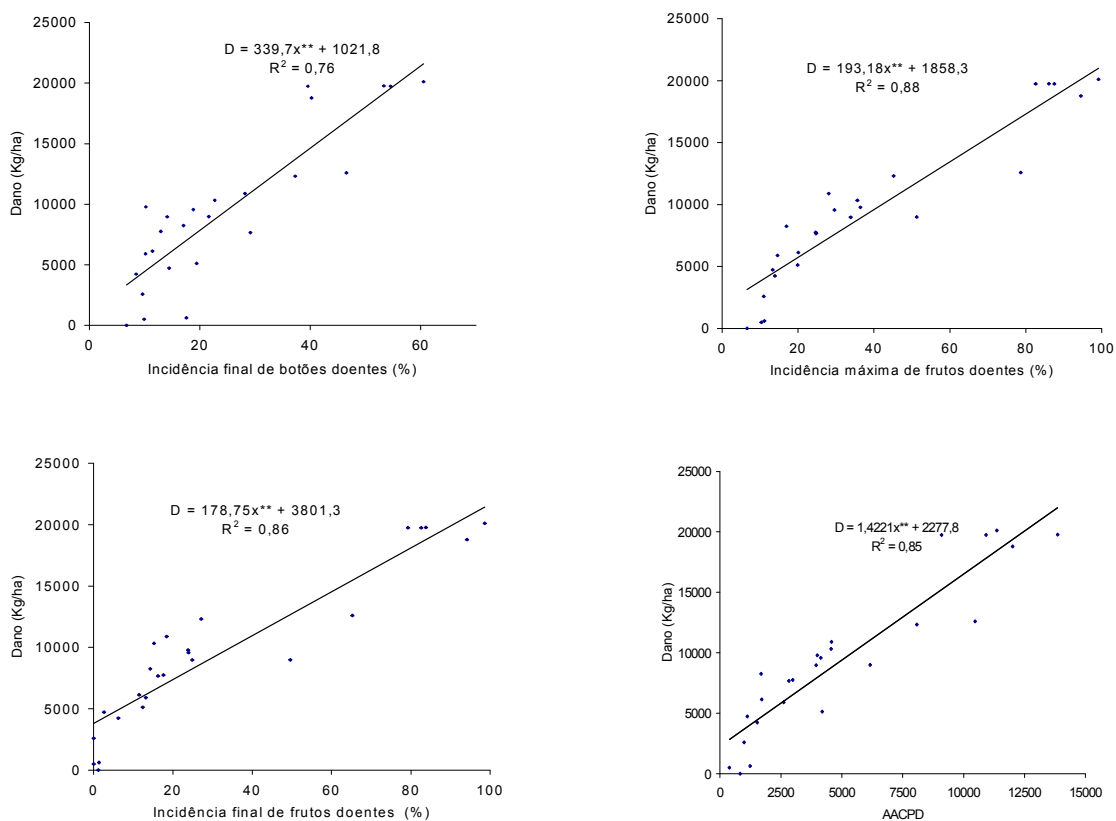 25000
20000
15000
10000
5000
0
Dano (Kg/ha)
D = 339,7x** + 1021,8
R² = 0,76
0 20 40 60
Incidência final de botões doentes (%)
25000
20000
15000
10000
5000
0
Dano (Kg/ha)
D = 193,18x** + 1858,3
R² = 0,88
0 20 40 60 80 100
Incidência máxima de frutos doentes (%)
25000
20000
15000
10000
5000
0
Dano (Kg/ha)
D = 178,75x** + 3801,3
R² = 0,86
0 20 40 60 80 100
Incidência final de frutos doentes (%)
25000
20000
15000
10000
5000
0
Dano (Kg/ha)
D = 1,4221x** + 2277,8
R² = 0,85
0 2500 5000 7500 10000 12500 15000
AACPD